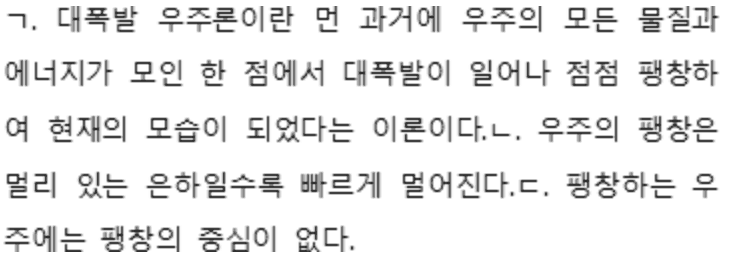 ㄱ. 대폭발 우주론이란 먼 과거에 우주의 모든 물질과
에너지가 모인 한 점에서 대폭발이 일어나 점점 팽창하
여 현재의 모습이 되었다는 이론이다.ㄴ. 우주의 팽창은
멀리 있는 은하일수록 빠르게 멀어진다.ㄷ. 팽창하는 우
주에는 팽창의 중심이 없다.